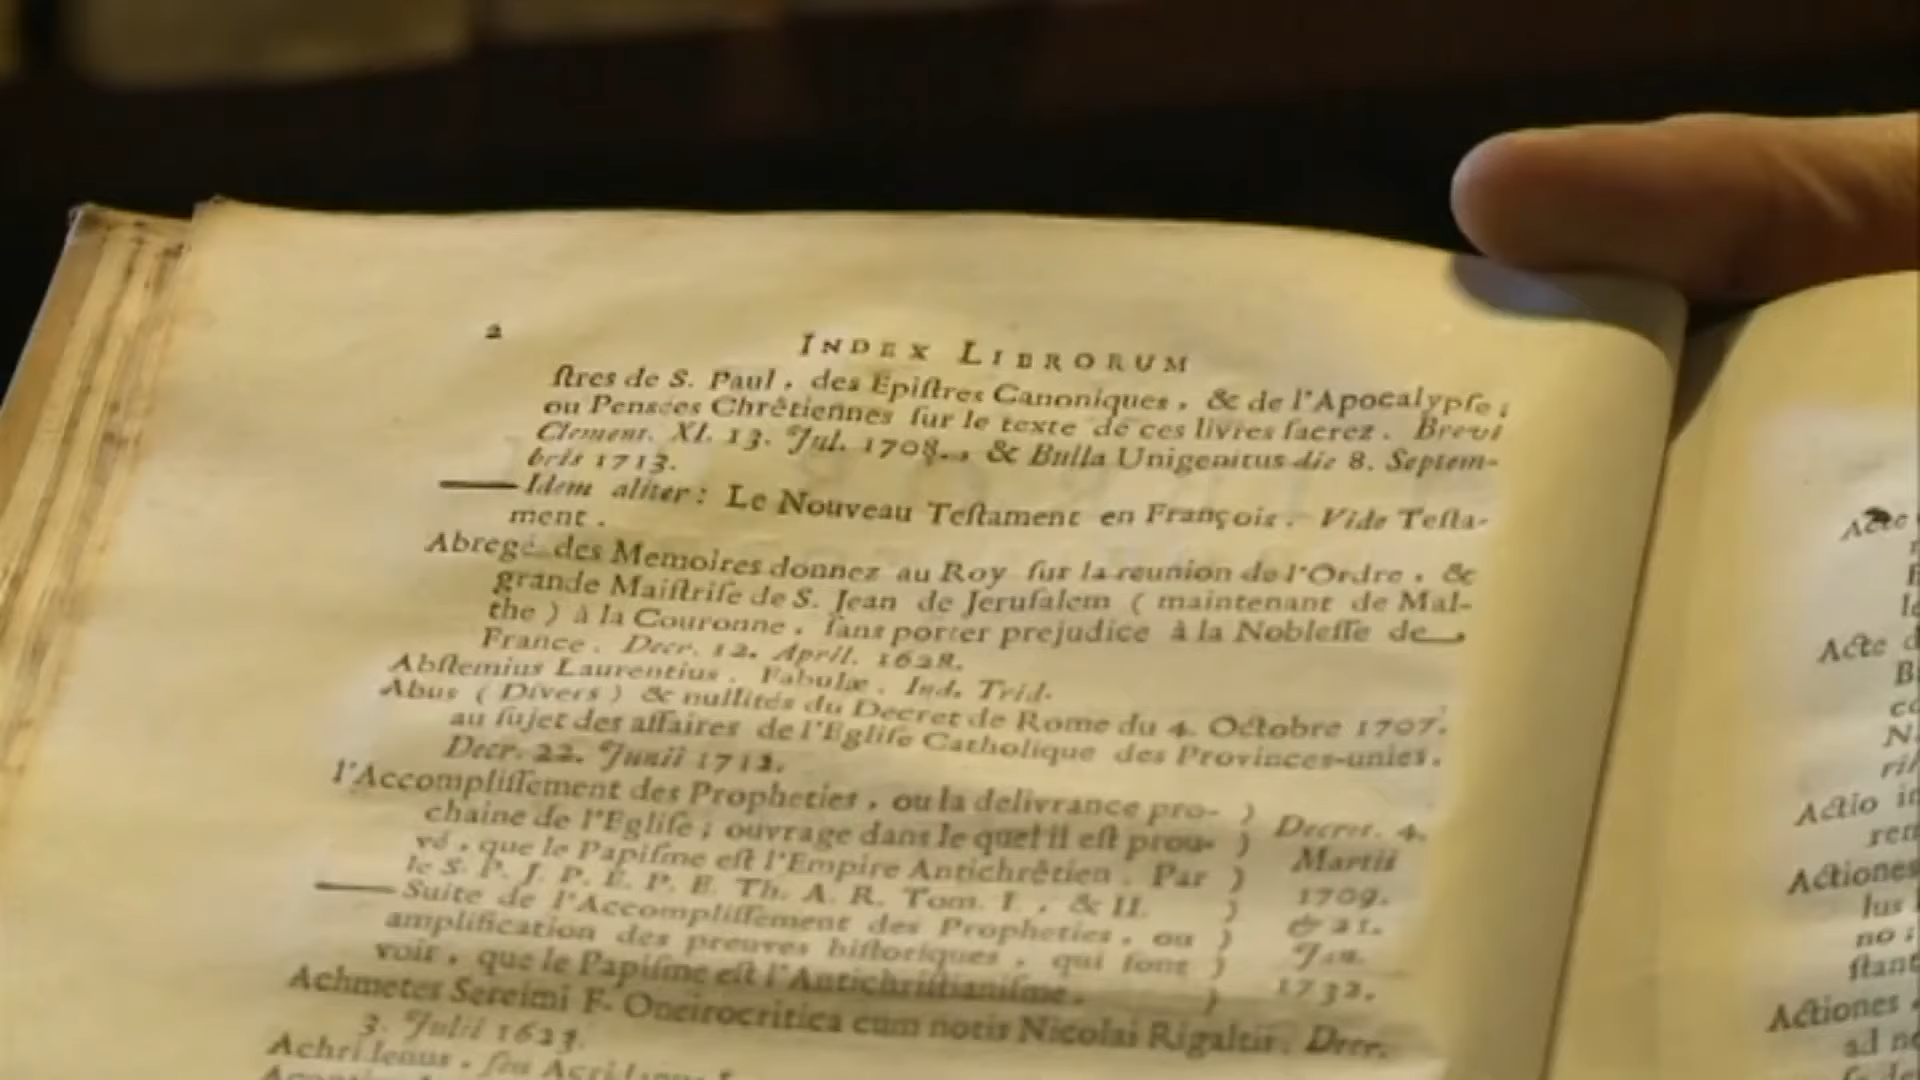 2
INDEX LIBRORUM
ſtres de S. Paul, des Epiſtres Canoniques, & de l'Apocalypſe;
ou Pensées Chrêtiennes ſur le texte de ces livres ſacrez. Brevi
Clement. XI. 13. Jul. 1708., & Bulla Unigenitus die 8. Septem-
bris 1713.
Idem aliter: Le Nouveau Teſtament en François. Vide Teſta-
ment.
Abregé des Memoires donnez au Roy ſur la reunion de l'Ordre, &
grande Maiſtriſe de S. Jean de Jeruſalem ( maintenant de Mal-
the ) à la Couronne, ſans porter prejudice à la Nobleſſe de
France. Decr. 12. April. 1628.
Abſtemius Laurentius. Fabulæ. Ind. Trid.
Abus ( Divers ) & nullités du Decret de Rome du 4. Octobre 1707.
au ſujet des affaires de l'Egliſe Catholique des Provinces-unies.
Decr. 22. Junii 1712.
l'Accompliſſement des Propheties, ou la delivrance pro- ) Decret. 4.
chaine de l'Egliſe; ouvrage dans le quel il eſt prou- ) Martii
vé, que le Papiſme eſt l'Empire Antichrêtien. Par ) 1709.
le S. P. J. P. E. P. E. Th. A. R. Tom. I., & II. ) & 21.
Suite de l'Accompliſſement des Propheties, ou ) Jan.
amplification des preuves hiſtoriques, qui font ) 1732.
voir, que le Papiſme eſt l'Antichriſtianiſme. )
Achmetes Sereimi F. Oneirocritica cum notis Nicolai Rigaltii. Decr.
3. Julii
Acte
Acte
Actio
Actiones
lus
no:
ſtant
Actiones